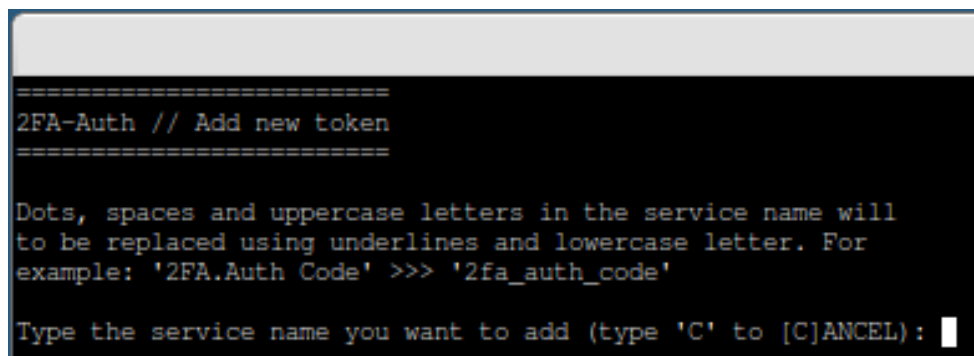 =========================
2FA-Auth // Add new token
=========================
Dots, spaces and uppercase letters in the service name will
to be replaced using underlines and lowercase letter. For
example: '2FA.Auth Code' >>> '2fa_auth_code'
Type the service name you want to add (type 'C' to [C]ANCEL):